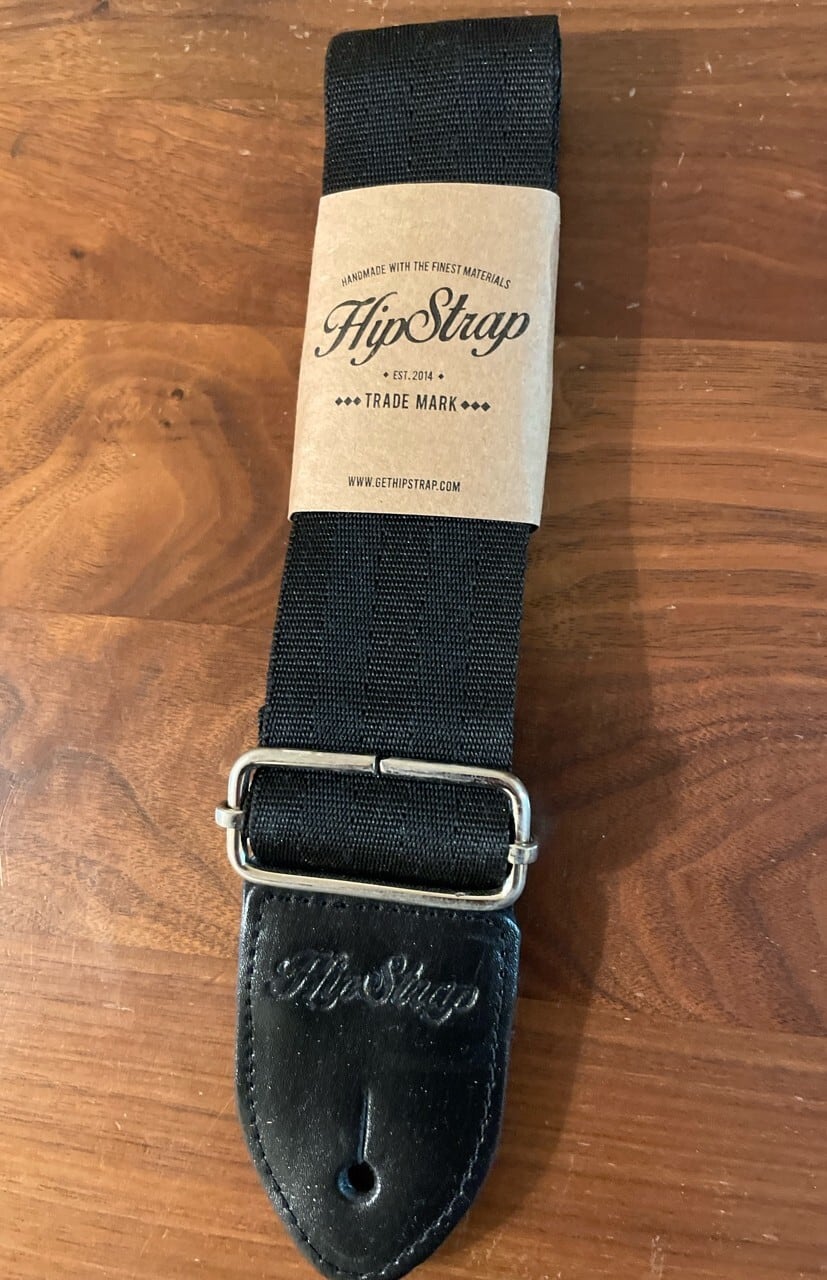 HANDMADE WITH THE FINEST MATERIALS
HipStrap
EST. 2014
TRADE MARK
WWW.GETHIPSTRAP.COM
HipStrap